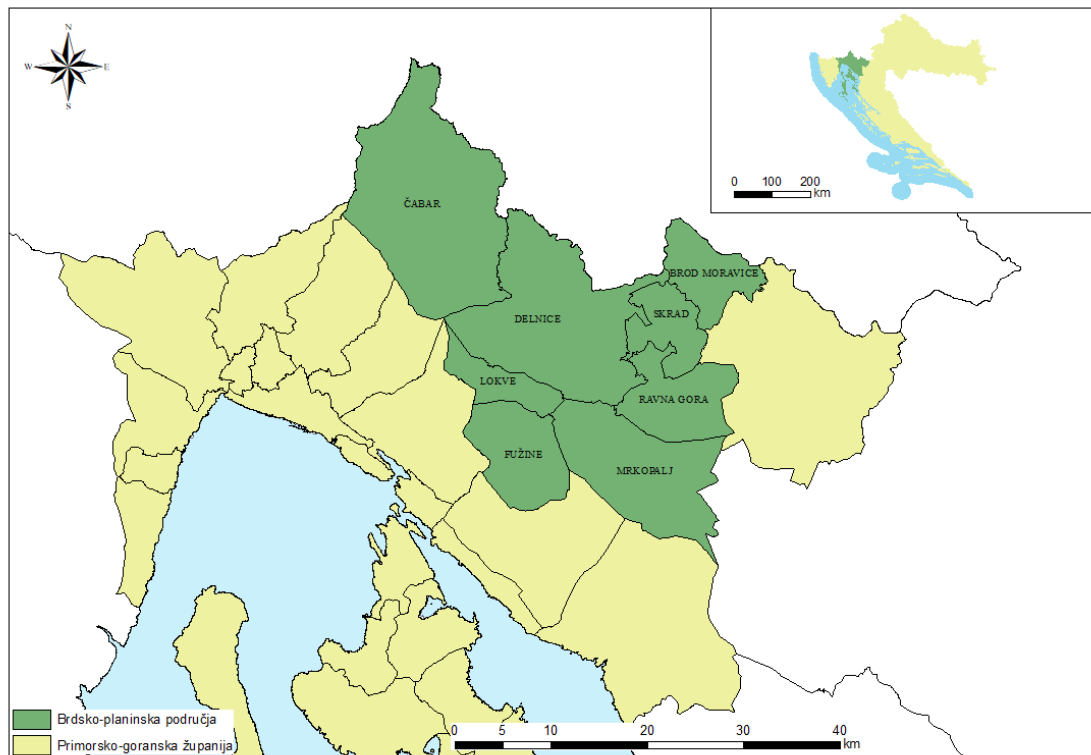 N
W E
S
0 100 200
km
ČABAR
BROD MORAVICE
SKRAD
DELNICE
LOKVE
RAVNA GORA
FUŽINE
MRKOPALJ
Brdsko-planinska područja
Primorsko-goranska županija
0 5 10 20 30 40
km